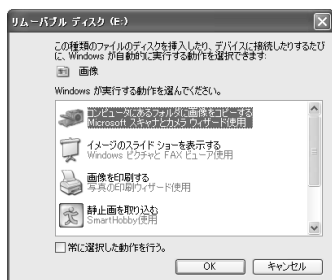 リムーバブル ディスク (E:)
この種類のファイルのディスクを挿入したり、デバイスに接続したりするたび
に、Windows が自動的に実行する動作を選択できます:
画像
Windows が実行する動作を選んでください。
コンピュータにあるフォルダに画像をコピーする
Microsoft スキャナとカメラ ウィザード使用
イメージのスライド ショーを表示する
Windows ピクチャと FAX ビューア使用
画像を印刷する
写真の印刷ウィザード使用
静止画を取り込む
SmartHobby使用
常に選択した動作を行う。
OK
キャンセル